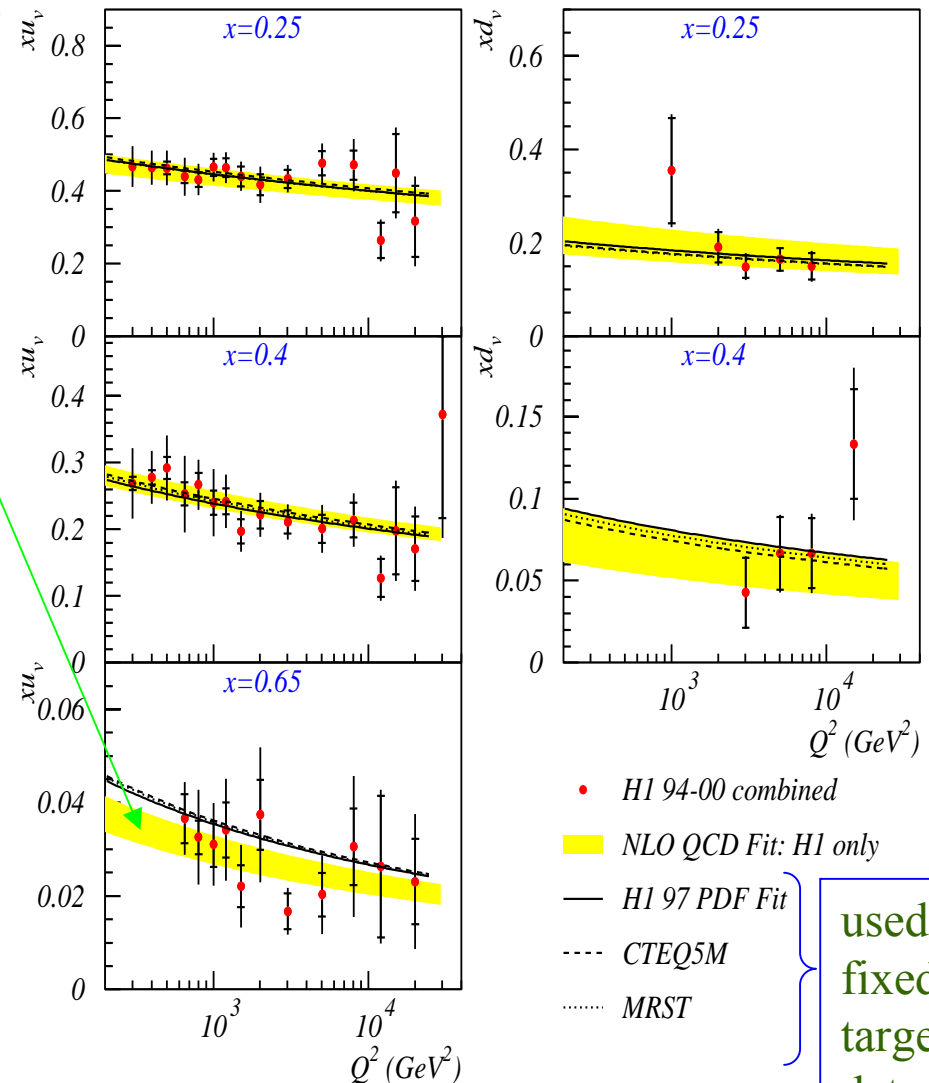 xu_v
x=0.25
0.8
0.6
0.4
0.2
0
xd_v
x=0.25
0.6
0.4
0.2
0
xu_v
x=0.4
0.4
0.3
0.2
0.1
0
xd_v
x=0.4
0.15
0.1
0.05
0
10^3 10^4
Q^2 (GeV^2)
xu_v
x=0.65
0.06
0.04
0.02
0
10^3 10^4
Q^2 (GeV^2)
H1 94-00 combined
NLO QCD Fit: H1 only
H1 97 PDF Fit
CTEQ5M
MRST
used
fixed
targe